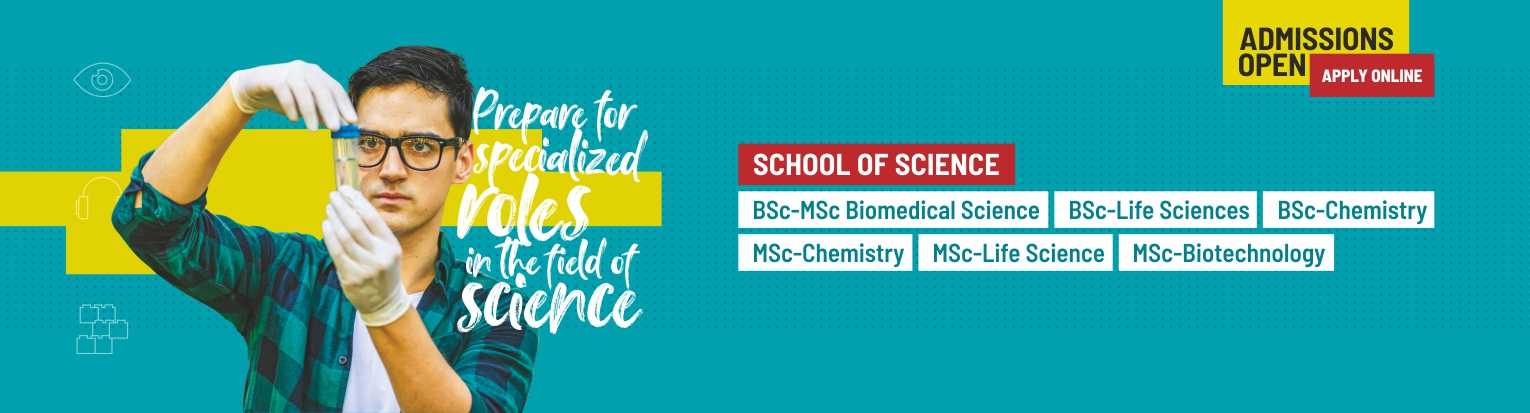 ADMISSIONS
OPEN
APPLY ONLINE
Prepare for
specialized
roles
in the field of
science
SCHOOL OF SCIENCE
BSc-MSc Biomedical Science BSc-Life Sciences BSc-Chemistry
MSc-Chemistry MSc-Life Science MSc-Biotechnology